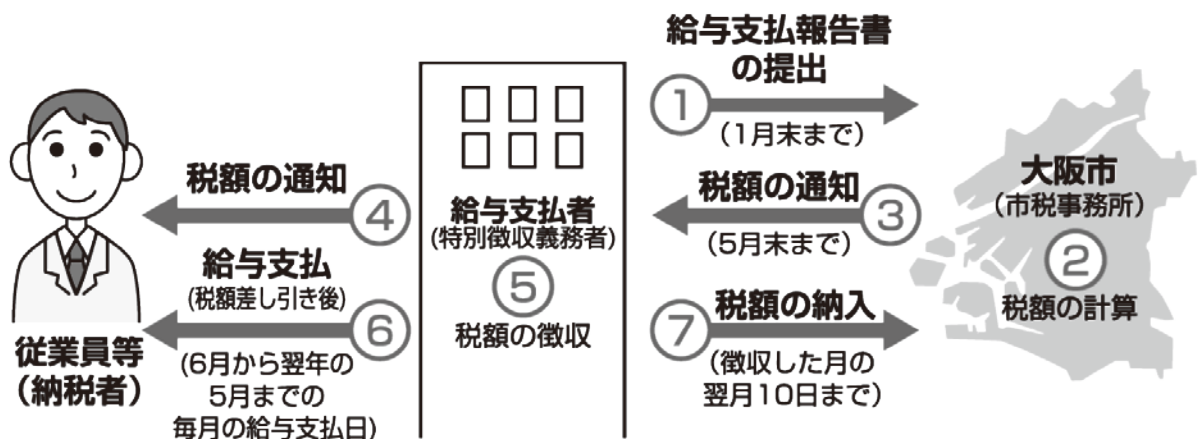 給与支払報告書
の提出
①
(1月末まで)
税額の通知
③
(5月末まで)
大阪市
(市税事務所)
②
税額の計算
税額の通知
④
給与支払者
(特別徴収義務者)
⑤
税額の徴収
給与支払
(税額差し引き後)
⑥
(6月から翌年の
5月までの
毎月の給与支払日)
従業員等
(納税者)
⑦
税額の納入
(徴収した月の
翌月10日まで)